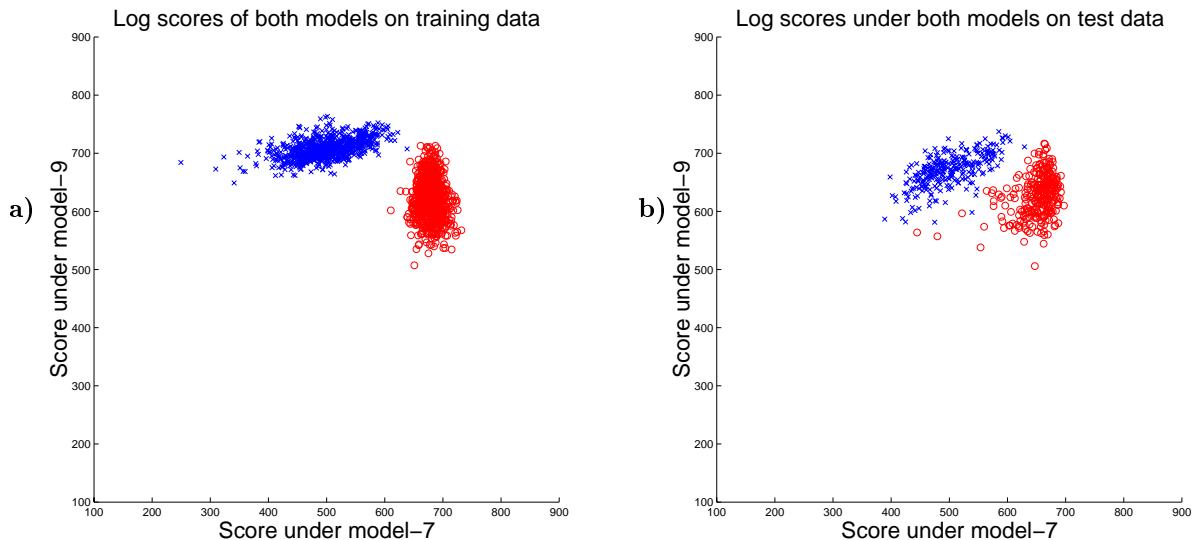 Log scores of both models on training data
a)
Score under model-9
900
800
700
600
500
400
300
200
100
100 200 300 400 500 600 700 800 900
Score under model-7
Log scores under both models on test data
b)
Score under model-9
900
800
700
600
500
400
300
200
100
100 200 300 400 500 600 700 800 900
Score under model-7